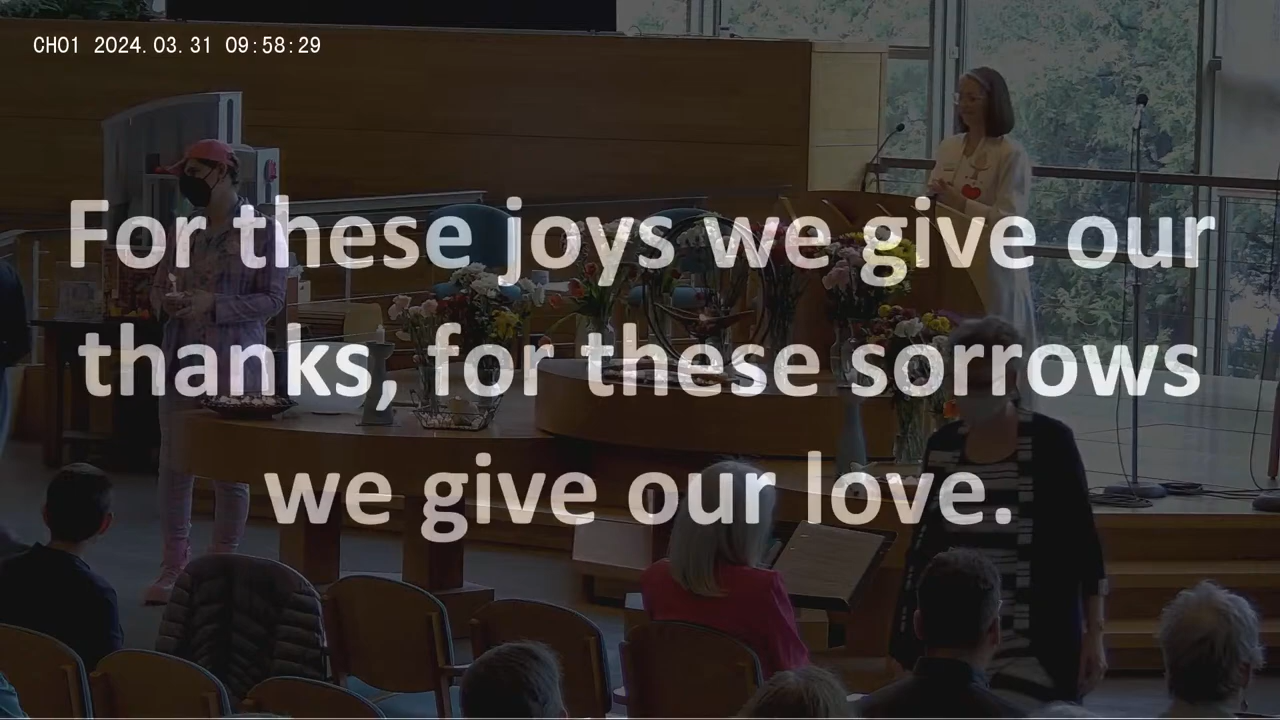 CH01 2024.03.31 09:58:29
For these joys we give our
thanks, for these sorrows
we give our love.